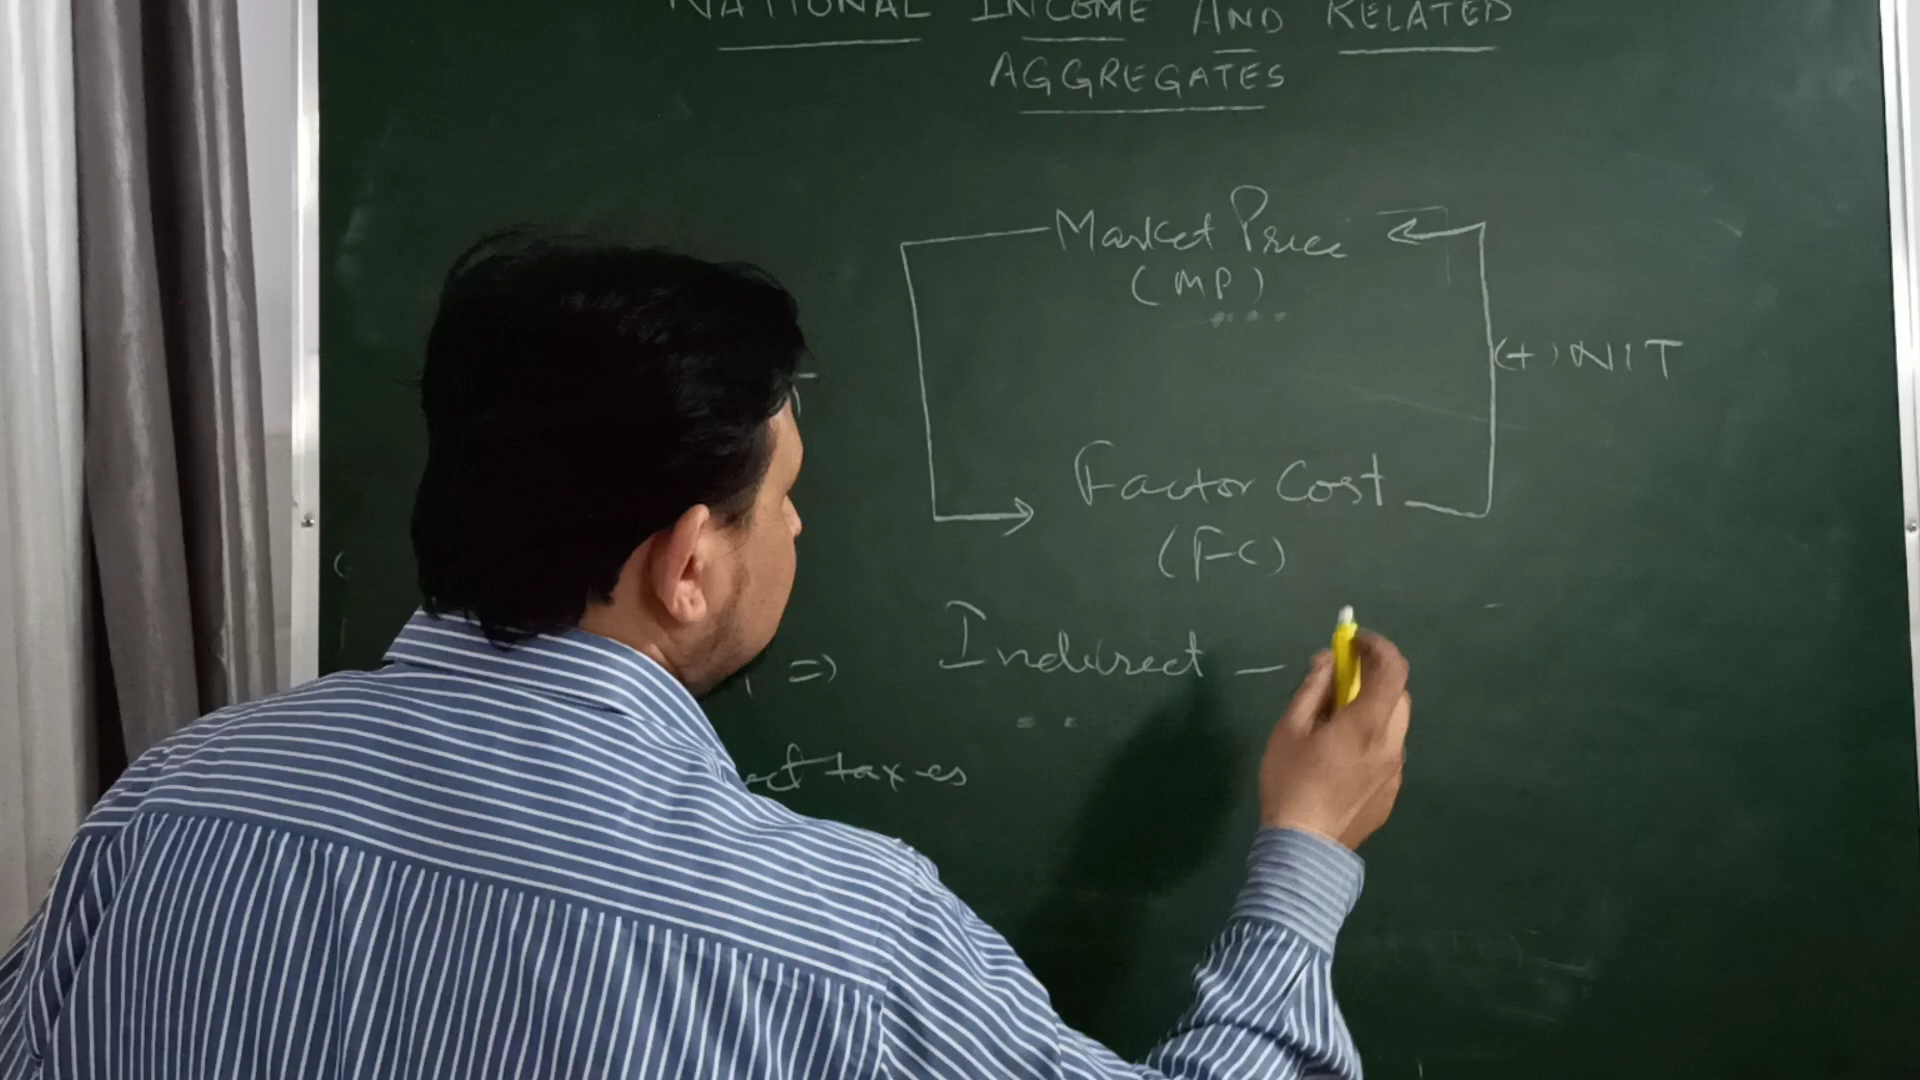 NATIONAL INCOME AND RELATED
AGGREGATES
Market Price
(MP)
(+) NIT
Factor Cost
(FC)
=> Indirect -
taxes